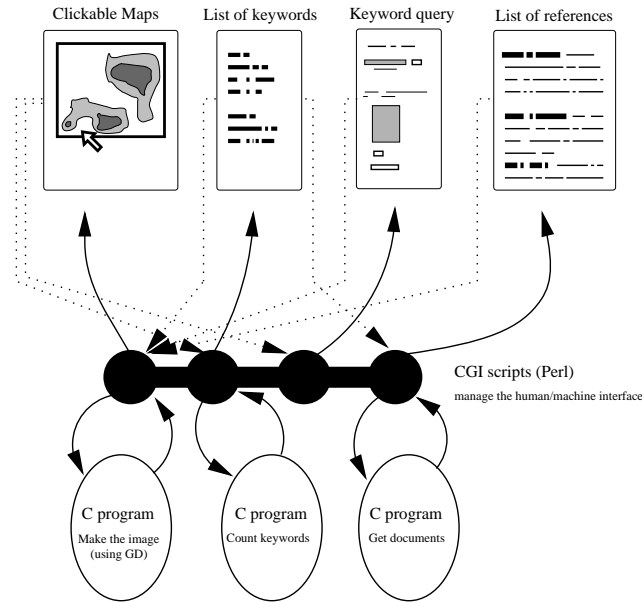 Clickable Maps
List of keywords
Keyword query
List of references
CGI scripts (Perl)
manage the human/machine interface
C program
Make the image
(using GD)
C program
Count keywords
C program
Get documents